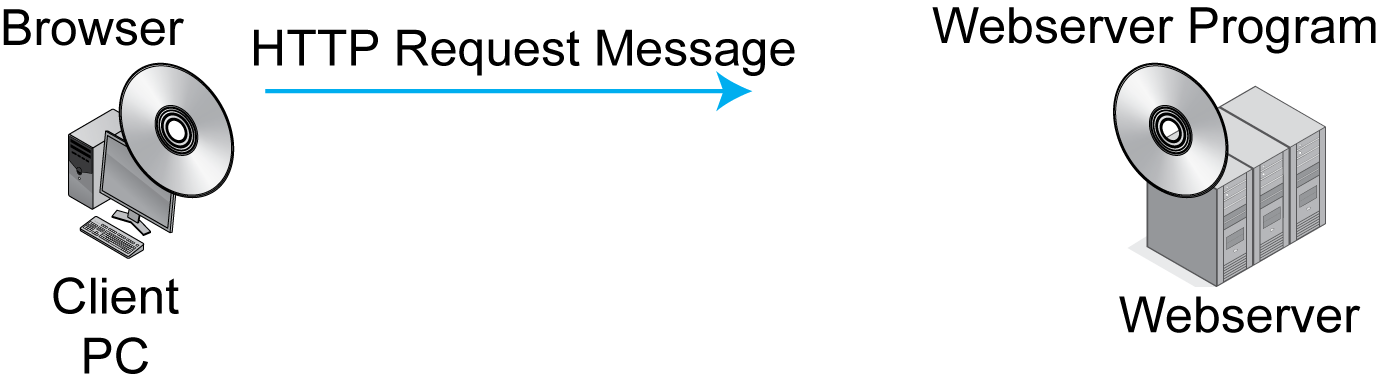 Browser
HTTP Request Message
Webserver Program
Client
PC
Webserver